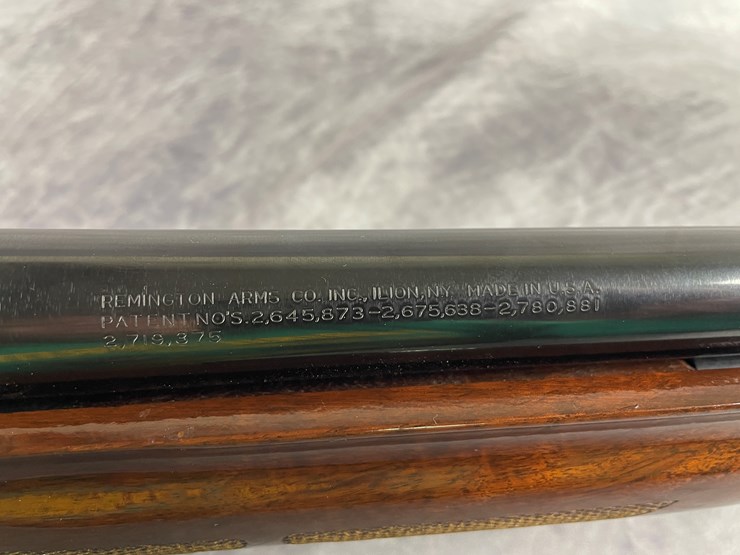 REMINGTON ARMS CO. INC., ILION, N.Y. MADE IN U.S.A.
PATENT NO'S. 2,645,873-2,675,638-2,780,881
2,719,375